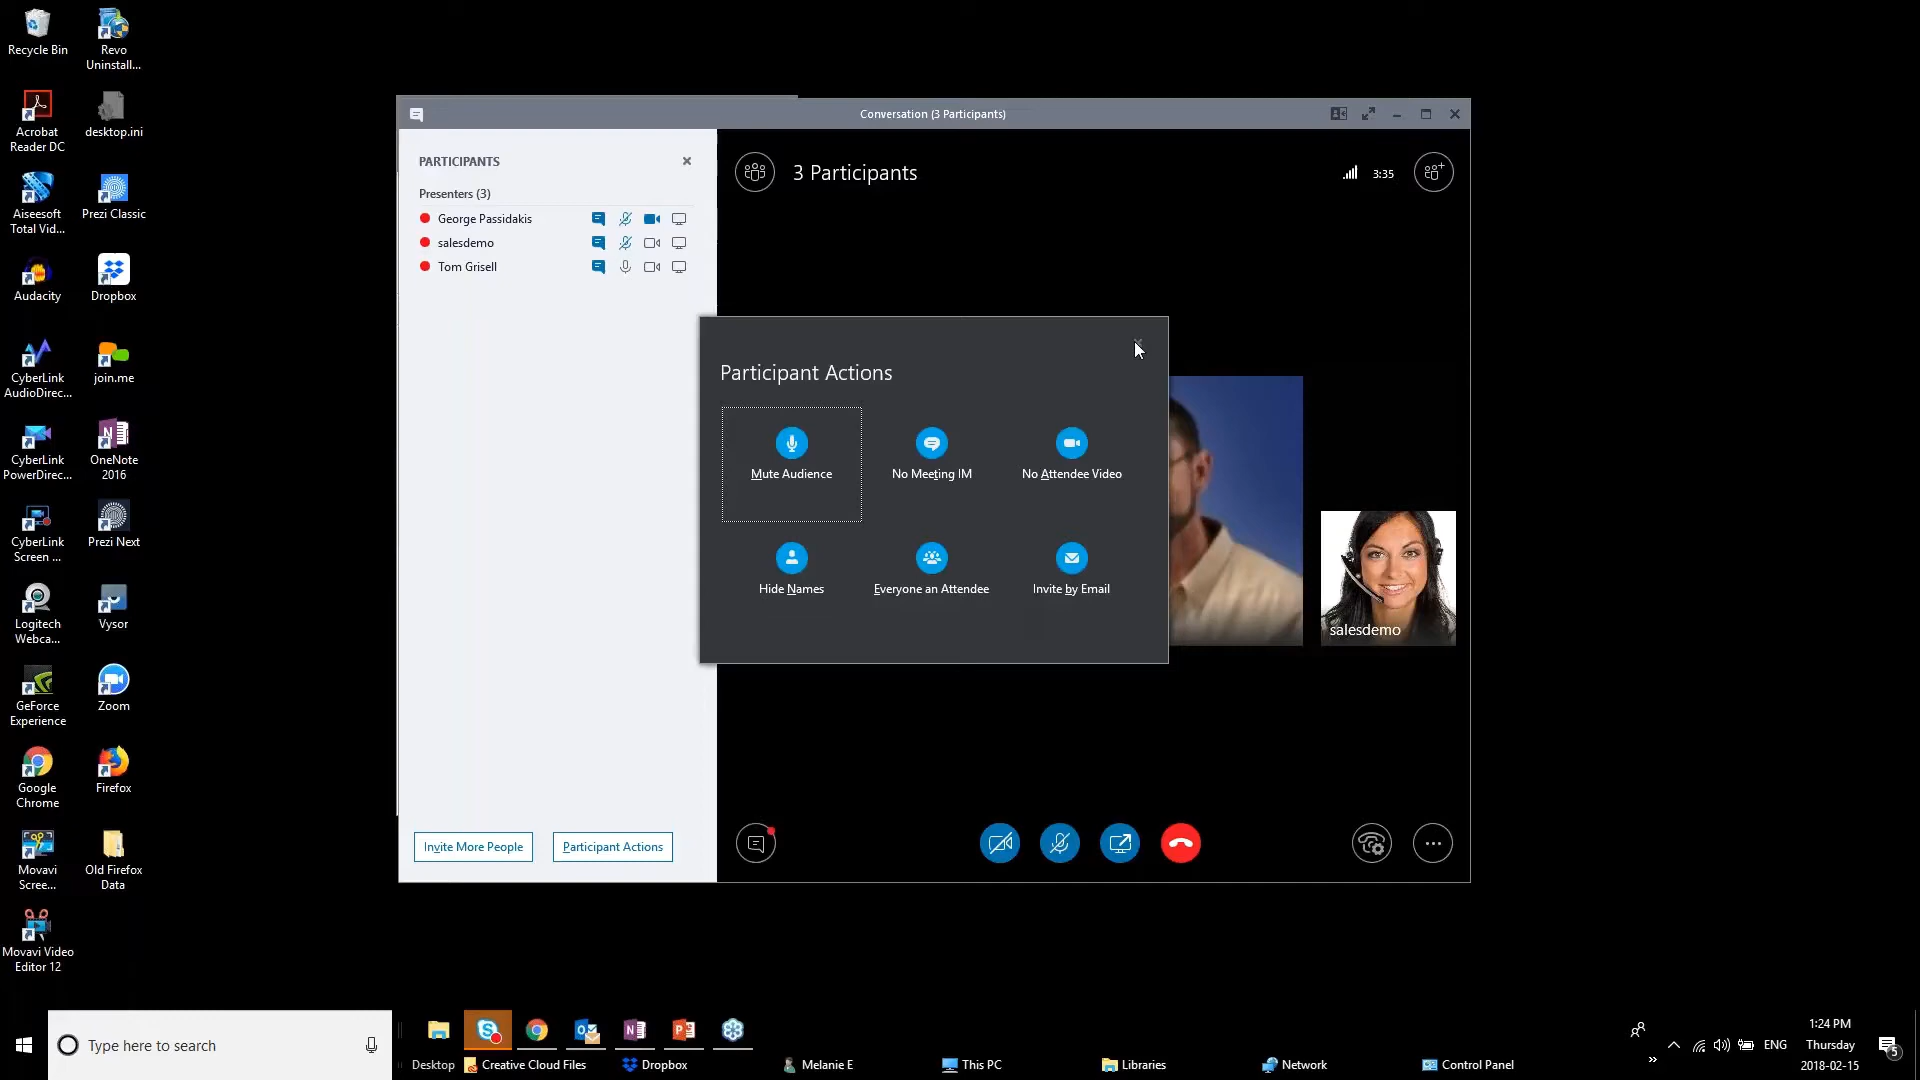 Recycle Bin
Revo
Uninstall...
Acrobat
Reader DC
desktop.ini
Aiseesoft
Total Vid...
Prezi Classic
Audacity
Dropbox
CyberLink
AudioDirec...
join.me
CyberLink
PowerDirec...
OneNote
2016
CyberLink
Screen ...
Prezi Next
Logitech
Webca...
Vysor
GeForce
Experience
Zoom
Google
Chrome
Firefox
Movavi
Scree...
Old Firefox
Data
Movavi Video
Editor 12
Conversation (3 Participants)
PARTICIPANTS
Presenters (3)
George Passidakis
salesdemo
Tom Grisell
Invite More People
Participant Actions
3 Participants
3:35
Participant Actions
Mute Audience
No Meeting IM
No Attendee Video
Hide Names
Everyone an Attendee
Invite by Email
salesdemo
Type here to search
Desktop
Creative Cloud Files
Dropbox
Melanie E
This PC
Libraries
Network
Control Panel
ENG
1:24 PM
Thursday
2018-02-15
5